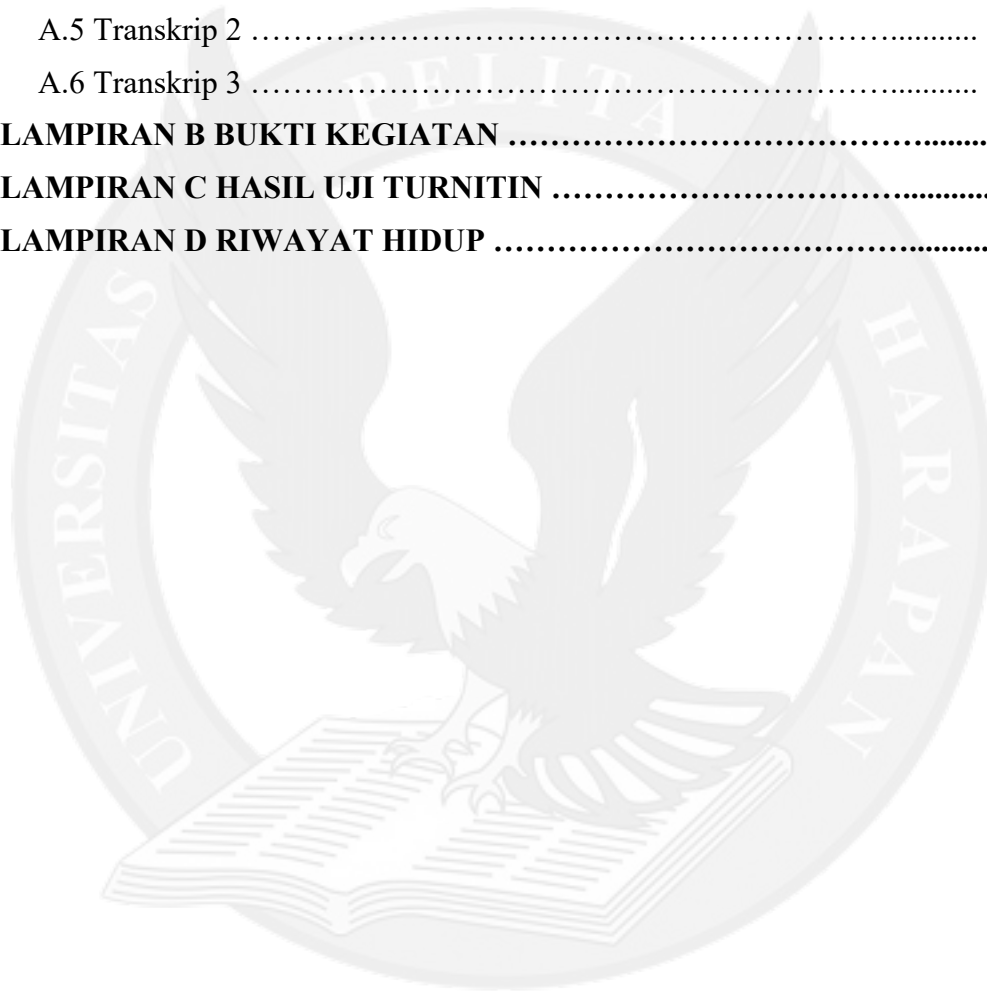 A.5 Transkrip 2 ……………………………………………………...........
A.6 Transkrip 3 ……………………………………………………...........
LAMPIRAN B BUKTI KEGIATAN ………………………………….......
LAMPIRAN C HASIL UJI TURNITIN ……………………………...........
LAMPIRAN D RIWAYAT HIDUP …………………………………..........
UNIVERSITAS PELITA HARAPAN